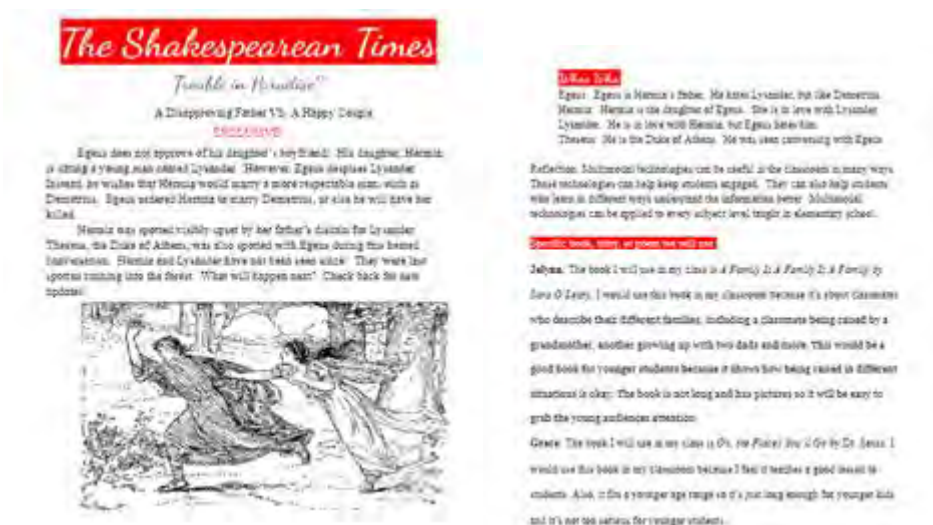 The Shakespearean Times
Trouble in Paradise?
A Disapproving Father Vs. A Happy Couple
EXCLUSIVE!
Egeus does not approve of his daughter's boyfriend. His daughter, Hermia,
is dating a young man named Lysander. However, Egeus despises Lysander.
Instead, he wishes that Hermia would marry a more respectable man, such as
Demetrius. Egeus ordered Hermia to marry Demetrius, or else he will have her
killed.
Hermia was spotted visibly upset by her father's disdain for Lysander.
Theseus, the Duke of Athens, was also spotted with Egeus during this heated
conversation. Hermia and Lysander have not been seen since. They were last
spotted running into the forest. What will happen next? Check back for new
updates!
Who's Who
Egeus: Egeus is Hermia's father. He hates Lysander, but like Demetrius.
Hermia: Hermia is the daughter of Egeus. She is in love with Lysander.
Lysander: He is in love with Hermia, but Egeus hates him.
Theseus: He is the Duke of Athens. He was seen conversing with Egeus.
Reflection: Multimodal technologies can be useful in the classroom in many ways.
These technologies can help keep students engaged. They can also help students
who learn in different ways understand the information better. Multimodal
technologies can be applied to every subject level taught in elementary school.
Specific book, story, or poem we will use:
The book I will use in my class is A Family Is A Family Is A Family by
Sara O'Leary. I would use this book in my classroom because it's about classmates
who describe their different families, including a classmate being raised by a
grandmother, another growing up with two dads and more. This would be a
good book for younger students because it shows how being raised in different
situations is okay. The book is not long and has pictures so it will be easy to
grab the young audiences attention.
Grace: The book I will use in my class is Oh, the Places You'll Go by Dr. Seuss. I
would use this book in my classroom because I feel it teaches a good lesson to
students. Also, it fits a younger age range so it's just long enough for younger kids
and it's not too serious for younger students.